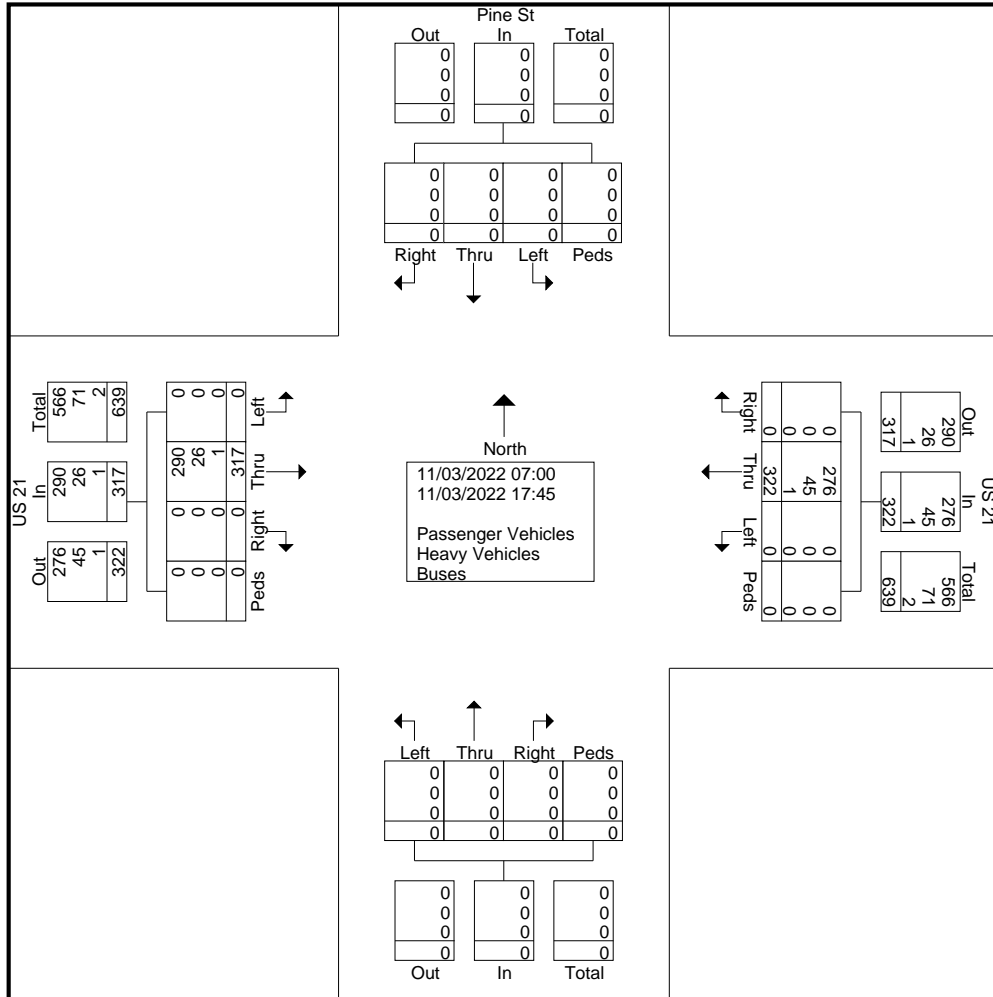 Pine St
Out In Total
0 0 0
0 0 0
0 0 0
0 0 0
0 0 0 0
0 0 0 0
0 0 0 0
0 0 0 0
Right Thru Left Peds
US 21
Total In Out
566 290 276
71 26 45
2 1 1
639 317 322
0 290 0 0
0 26 0 0
0 1 0 0
0 317 0 0
Left Thru Right Peds
North
11/03/2022 07:00
11/03/2022 17:45
Passenger Vehicles
Heavy Vehicles
Buses
Right Thru Left Peds
0 276 0 0
0 45 0 0
0 1 0 0
0 322 0 0
US 21
Out In Total
290 276 566
26 45 71
1 1 2
317 322 639
Left Thru Right Peds
0 0 0 0
0 0 0 0
0 0 0 0
0 0 0 0
0 0 0
0 0 0
0 0 0
0 0 0
Out In Total